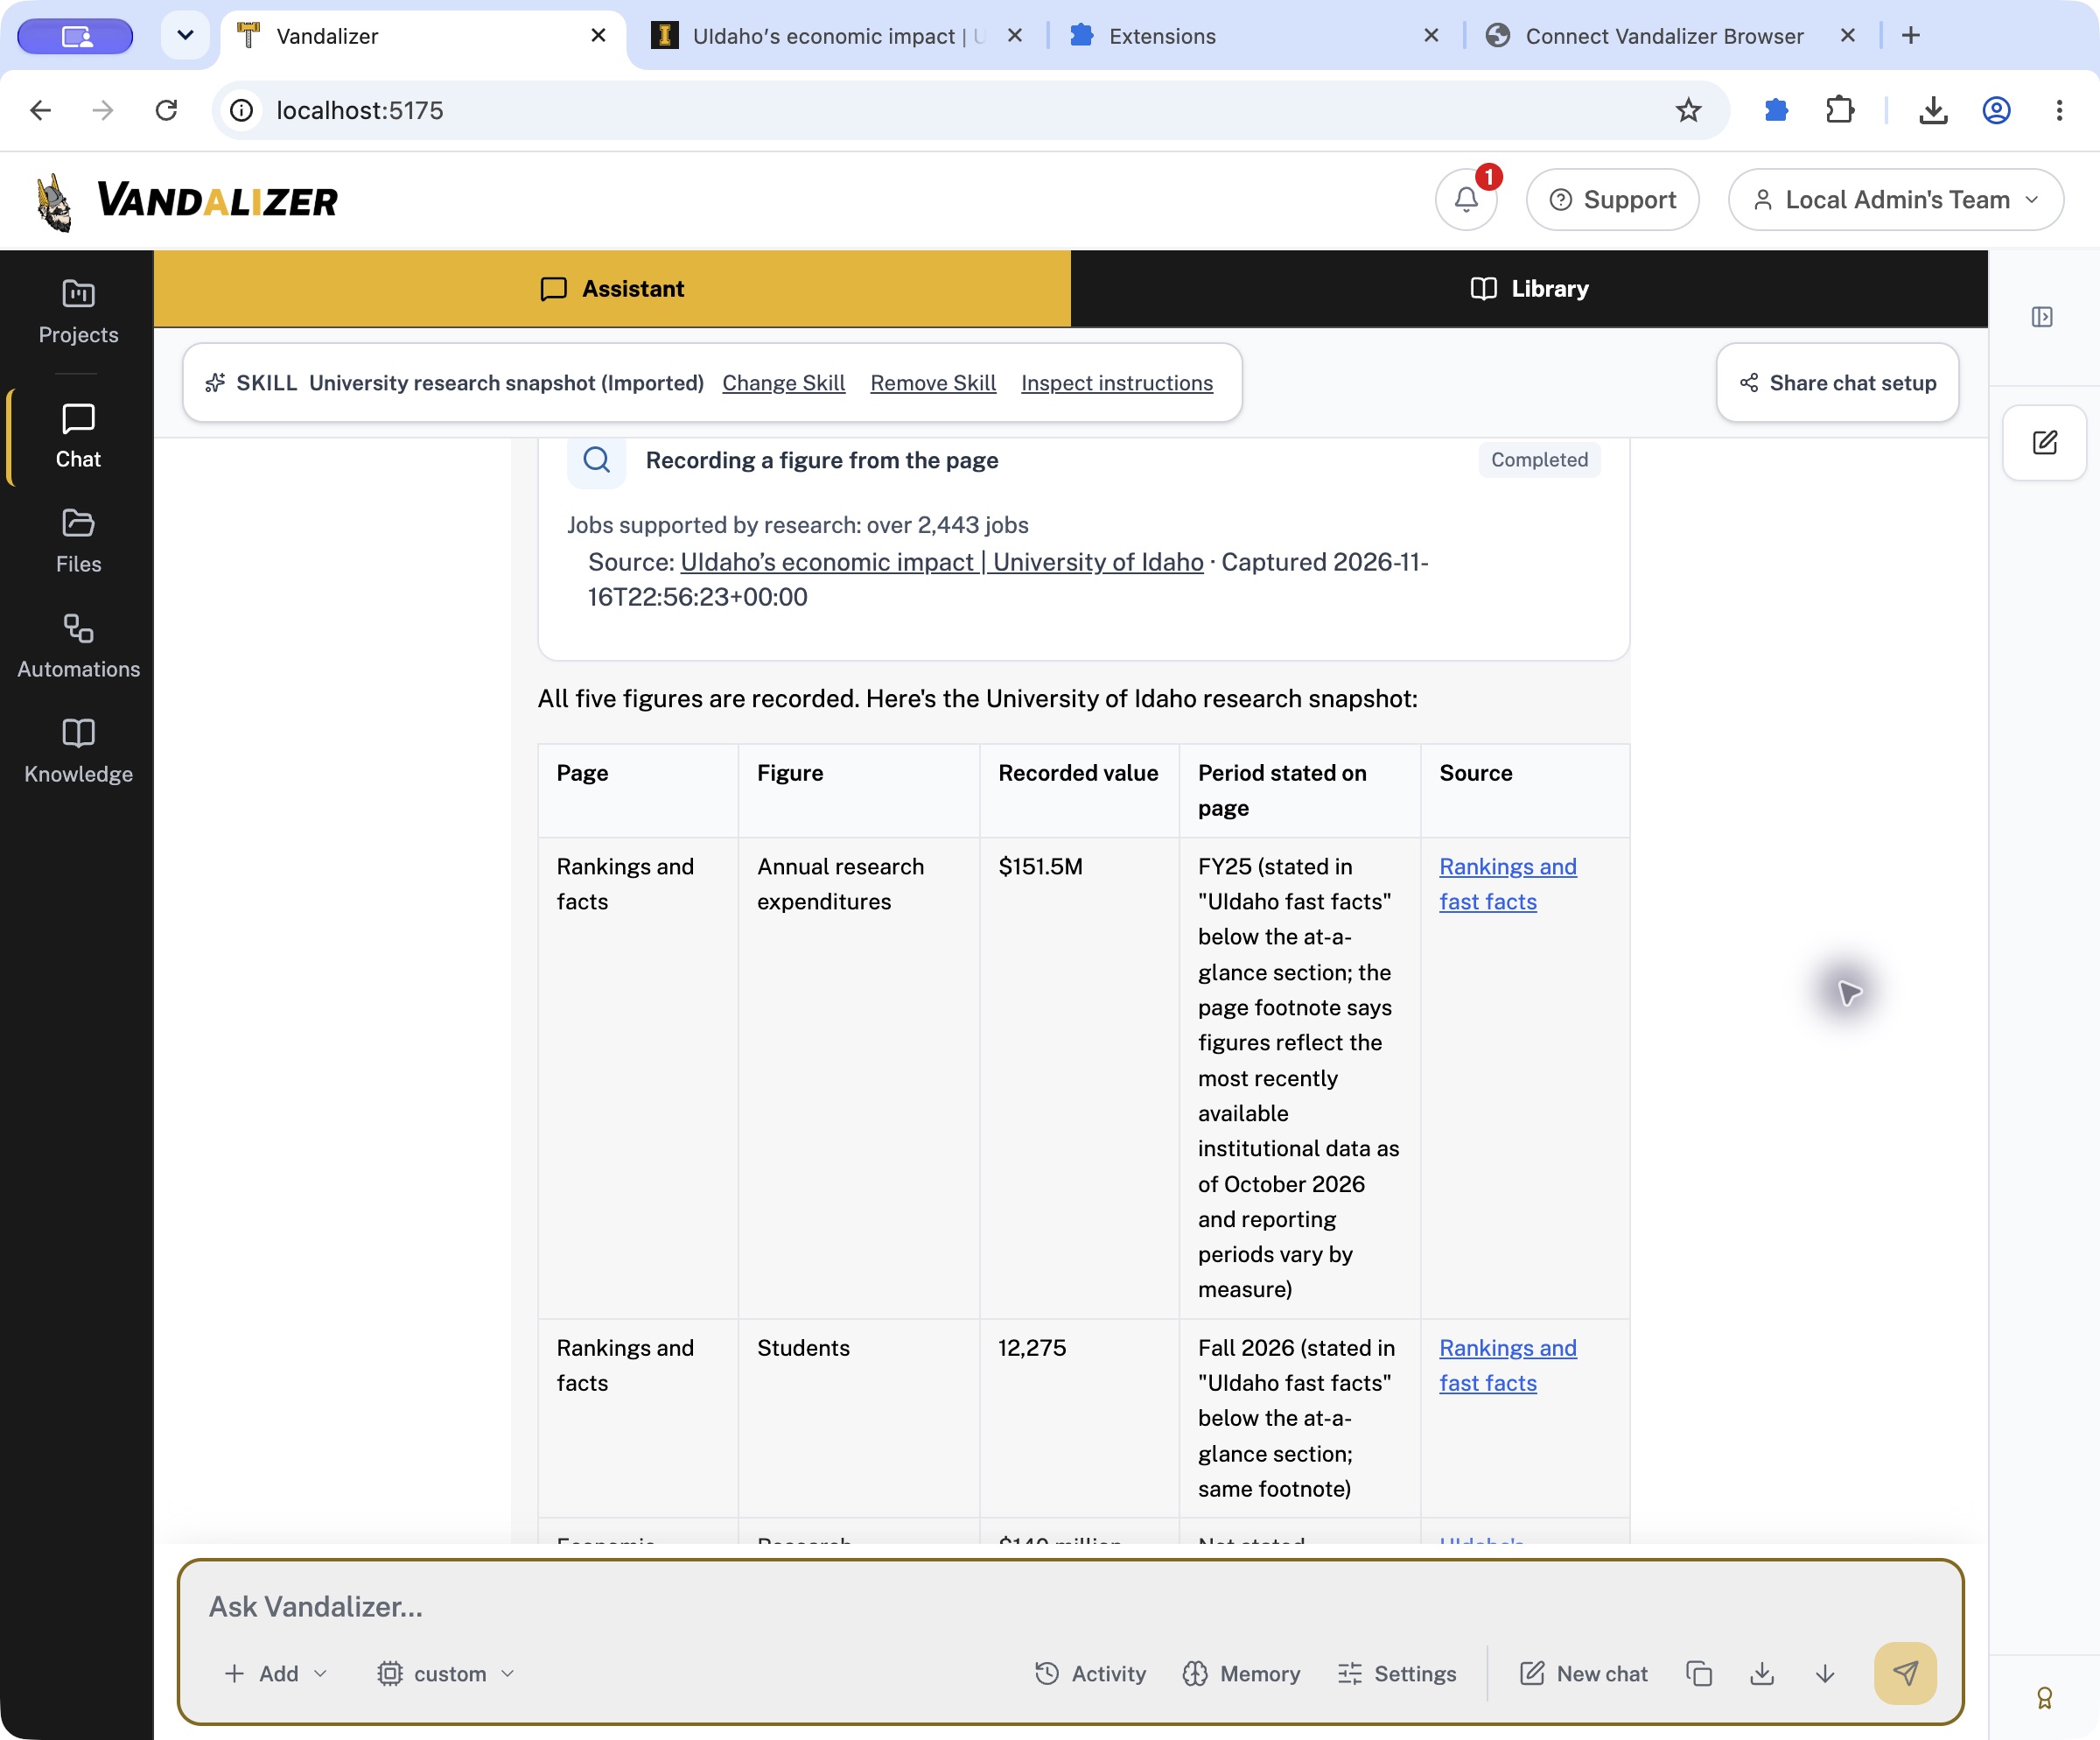 Vandalizer
UIdaho's economic impact | U
Extensions
Connect Vandalizer Browser
localhost:5175
VANDALIZER
1
Support
Local Admin's Team
Projects
Chat
Files
Automations
Knowledge
Assistant
Library
SKILL University research snapshot (Imported) Change Skill Remove Skill Inspect instructions
Share chat setup
Recording a figure from the page
Completed
Jobs supported by research: over 2,443 jobs
Source: UIdaho’s economic impact | University of Idaho · Captured 2026-11-
16T22:56:23+00:00
All five figures are recorded. Here's the University of Idaho research snapshot:
Page
Figure
Recorded value
Period stated on
page
Source
Rankings and
facts
Annual research
expenditures
$151.5M
FY25 (stated in
"UIdaho fast facts"
below the at-a-
glance section; the
page footnote says
figures reflect the
most recently
available
institutional data as
of October 2026
and reporting
periods vary by
measure)
Rankings and
fast facts
Rankings and
facts
Students
12,275
Fall 2026 (stated in
"UIdaho fast facts"
below the at-a-
glance section;
same footnote)
Rankings and
fast facts
Economic
Research
$140 million
Not stated
UIdaho's
Ask Vandalizer...
Add
custom
Activity
Memory
Settings
New chat